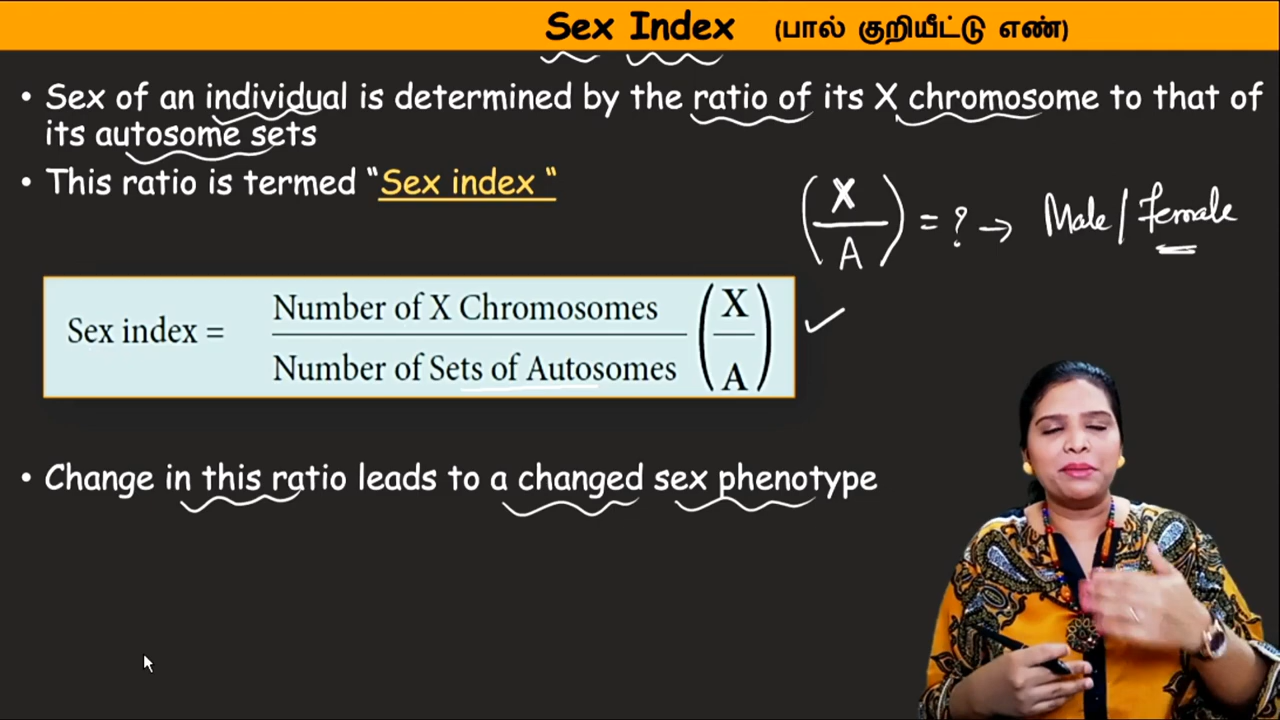 Sex Index (பால் குறியீட்டு எண்)
• Sex of an individual is determined by the ratio of its X chromosome to that of
its autosome sets
• This ratio is termed “Sex index “
(X/A) = ? → Male / Female
Sex index = Number of X Chromosomes / Number of Sets of Autosomes (X/A)
• Change in this ratio leads to a changed sex phenotype